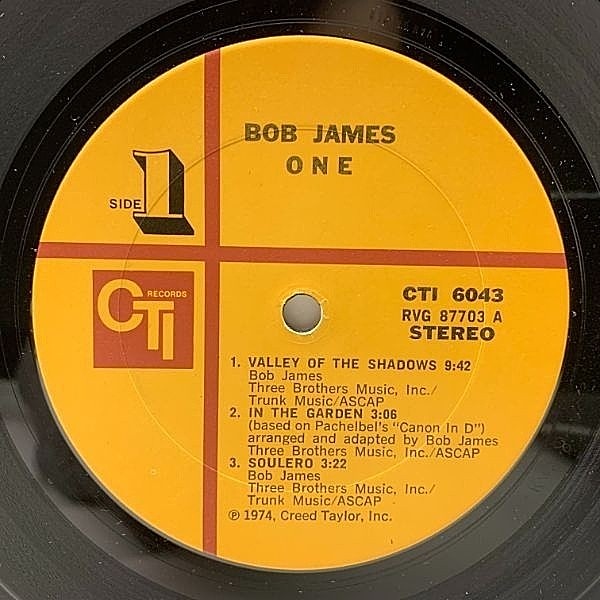 BOB JAMES
ONE
SIDE 1
CTI RECORDS
CTI 6043
RVG 87703 A
STEREO
1. VALLEY OF THE SHADOWS 9:42
Bob James
Three Brothers Music, Inc./
Trunk Music/ASCAP
2. IN THE GARDEN 3:06
(based on Pachelbel's "Canon In D")
arranged and adapted by Bob James
Three Brothers Music, Inc./ASCAP
3. SOULERO 3:22
Bob James
Three Brothers Music, Inc./
Trunk Music/ASCAP
℗ 1974, Creed Taylor, Inc.